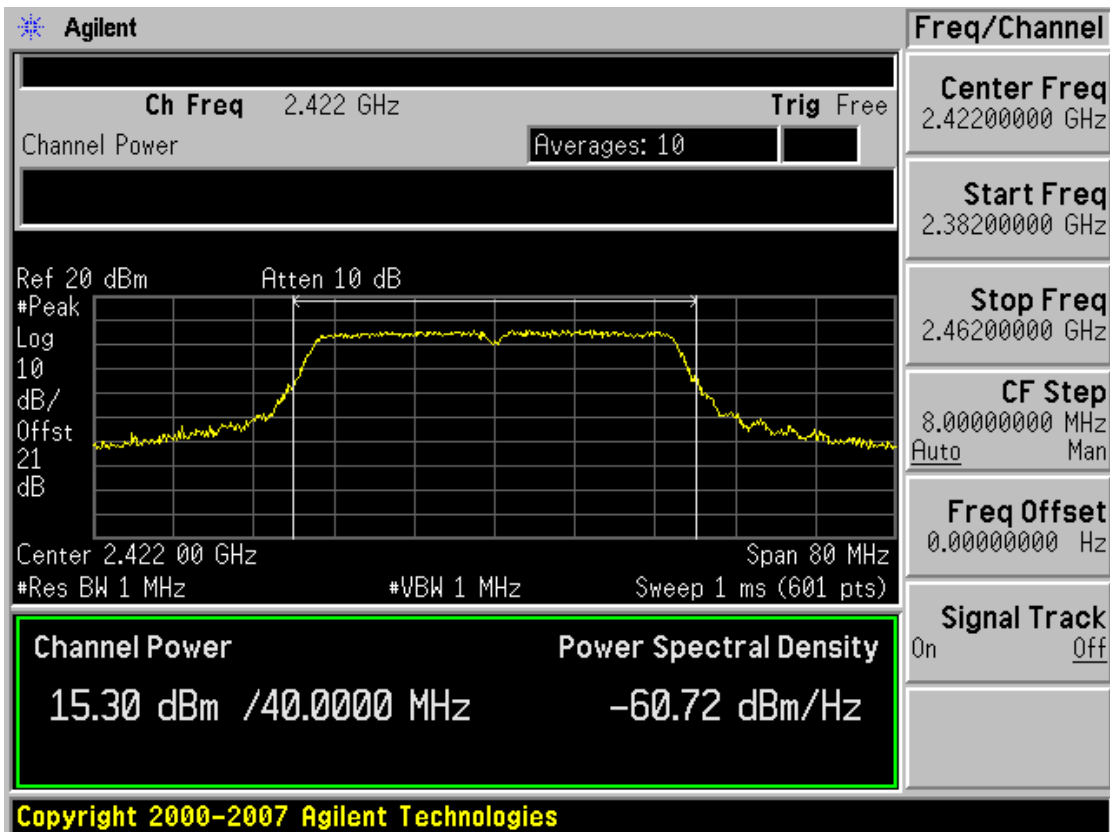 Agilent
Ch Freq 2.422 GHz Trig Free
Channel Power Averages: 10
Ref 20 dBm Atten 10 dB
#Peak
Log
10
dB/
Offst
21
dB
Center 2.422 00 GHz Span 80 MHz
#Res BW 1 MHz #VBW 1 MHz Sweep 1 ms (601 pts)
Channel Power Power Spectral Density
15.30 dBm /40.0000 MHz -60.72 dBm/Hz
Copyright 2000-2007 Agilent Technologies
Freq/Channel
Center Freq
2.42200000 GHz
Start Freq
2.38200000 GHz
Stop Freq
2.46200000 GHz
CF Step
8.00000000 MHz
Auto Man
Freq Offset
0.00000000 Hz
Signal Track
On Off